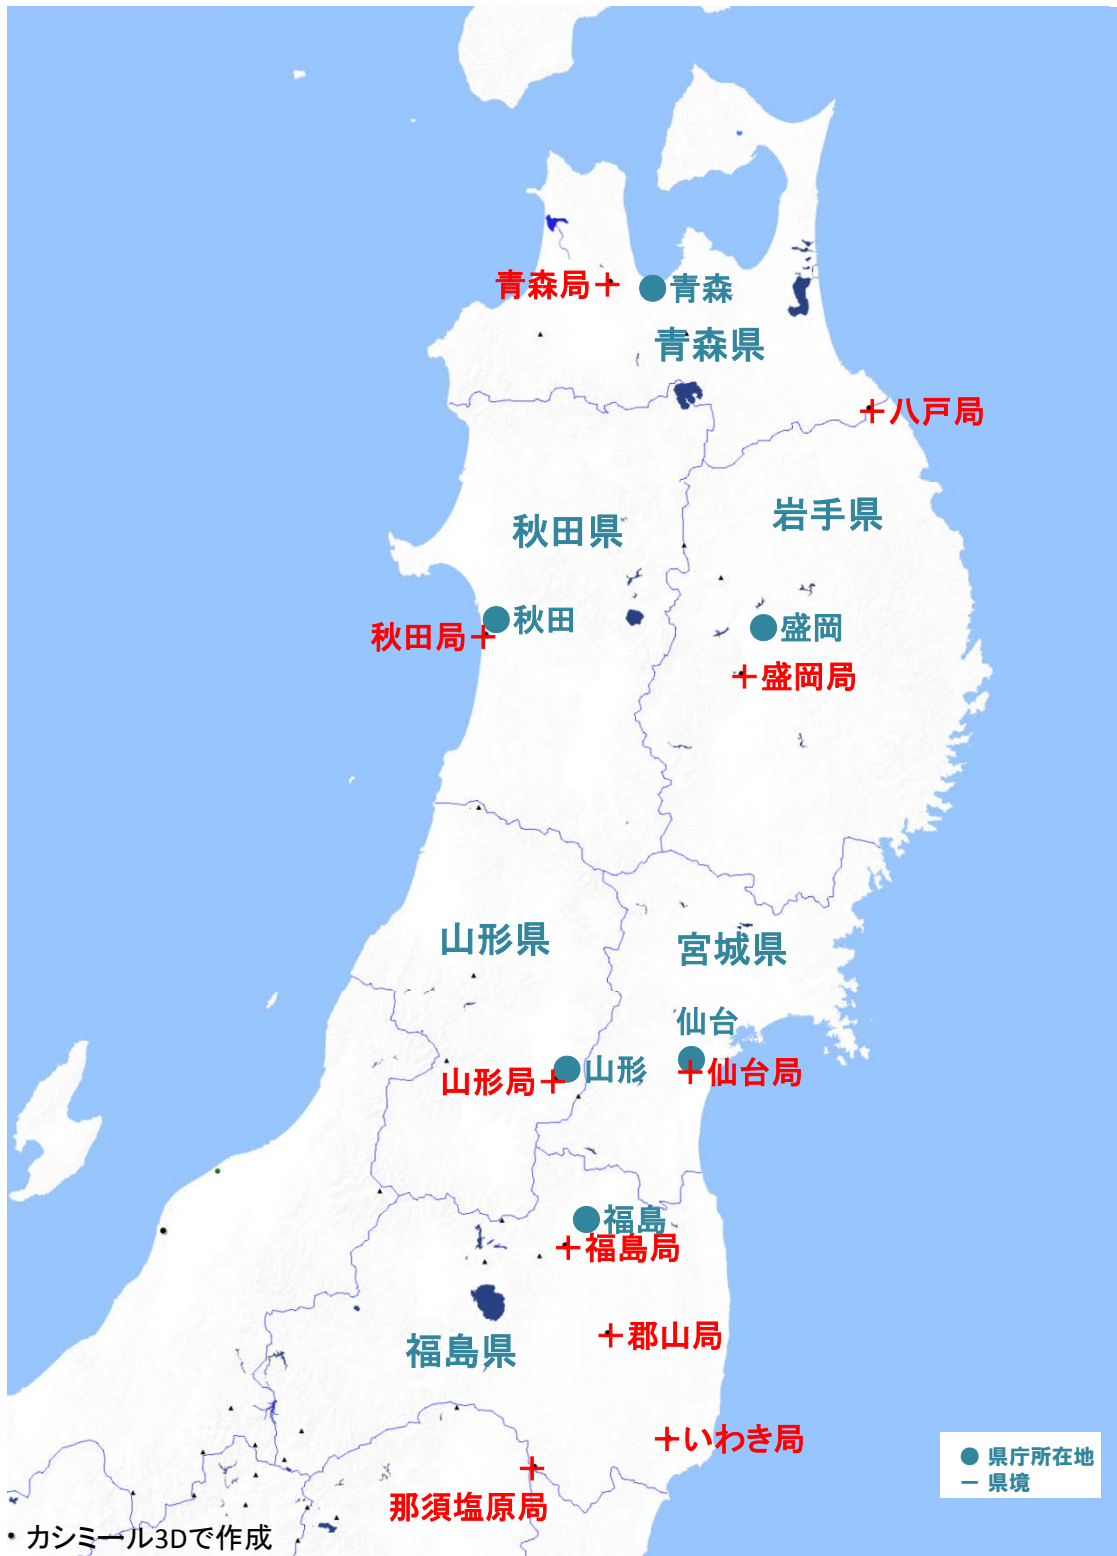 青森局
青森
青森県
八戸局
岩手県
秋田県
秋田
秋田局
盛岡
盛岡局
山形県
宮城県
仙台
山形
山形局
仙台局
福島
福島局
郡山局
福島県
いわき局
県庁所在地
県境
那須塩原局
カシミール3Dで作成